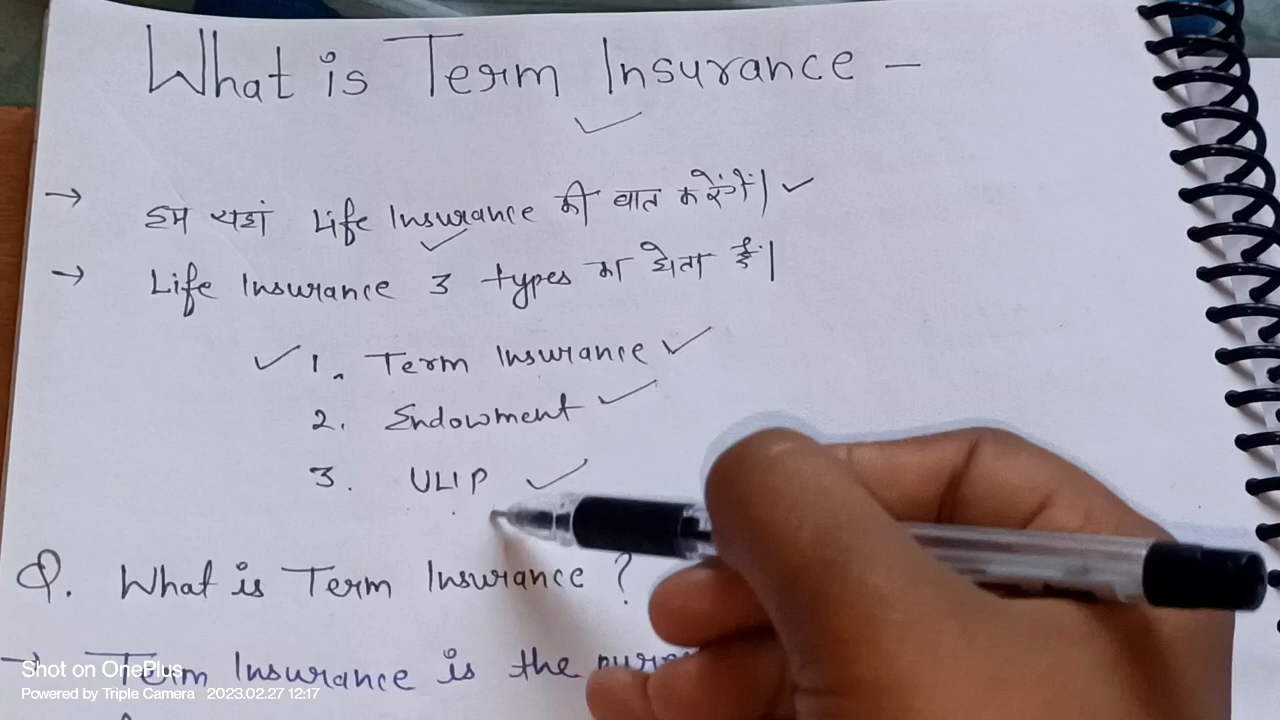 What is Term Insurance -
→ हम यहां Life Insurance की बात करेंगें। ✓
→ Life Insurance 3 types का होता हैं।
✓ 1. Term Insurance ✓
2. Endowment ✓
3. ULIP ✓
Q. What is Term Insurance ?
→ Term Insurance is the
Shot on OnePlus
Powered by Triple Camera 2023.02.27 12:17